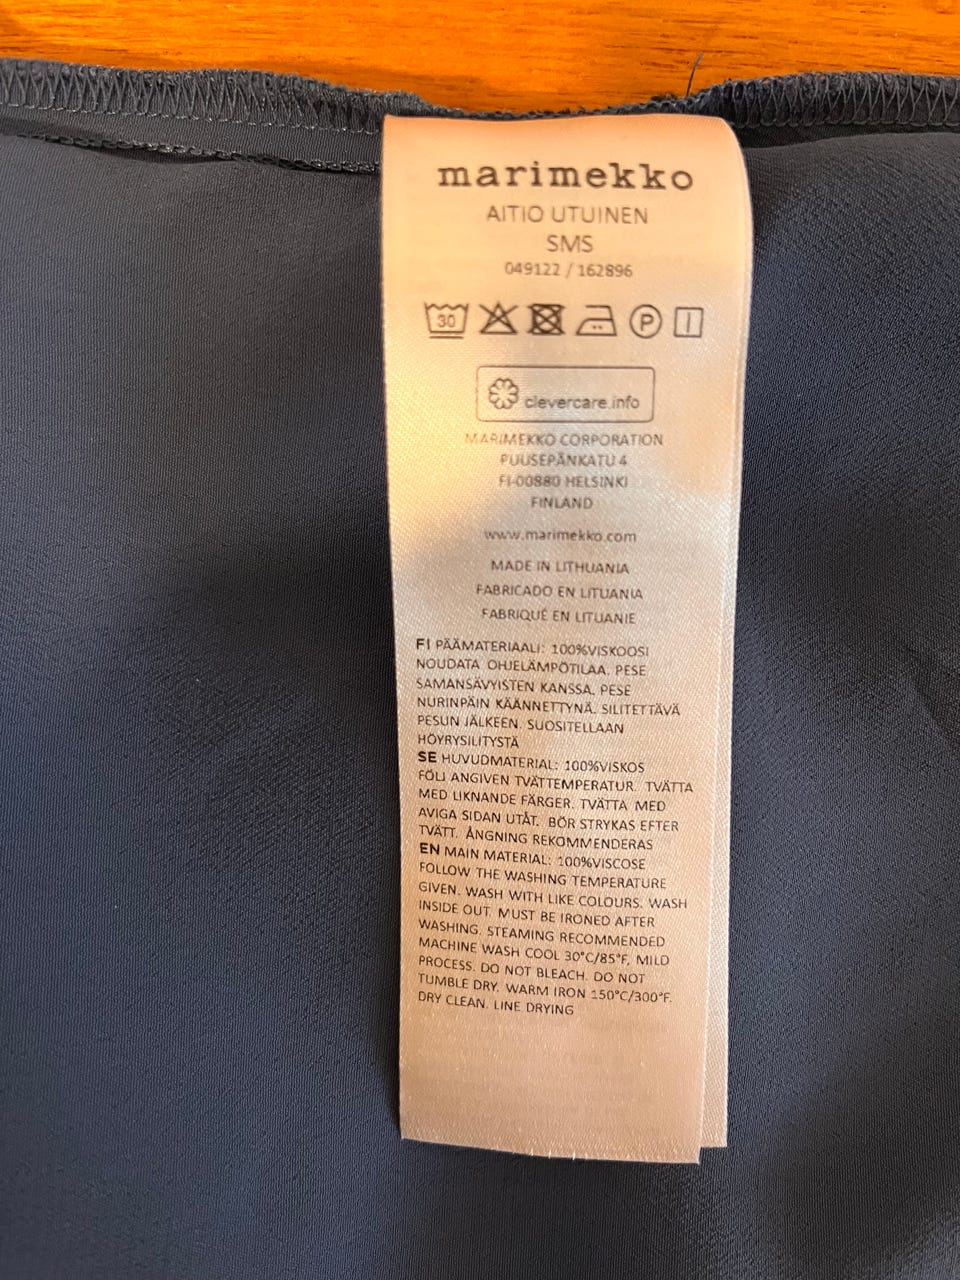 marimekko
AITIO UTUINEN
SMS
049122 / 162896
30 P
clevercare.info
MARIMEKKO CORPORATION
PUUSEPÄNKATU 4
FI-00880 HELSINKI
FINLAND
www.marimekko.com
MADE IN LITHUANIA
FABRICADO EN LITUANIA
FABRIQUÉ EN LITUANIE
FI PÄÄMATERIAALI: 100%VISKOOSI
NOUDATA OHJELÄMPÖTILAA. PESE
SAMANSÄVYISTEN KANSSA. PESE
NURINPÄIN KÄÄNNETTYNÄ. SILITETTÄVÄ
PESUN JÄLKEEN. SUOSITELLAAN
HÖYRYSILITYSTÄ
SE HUVUDMATERIAL: 100%VISKOS
FÖLJ ANGIVEN TVÄTTEMPERATUR. TVÄTTA
MED LIKNANDE FÄRGER. TVÄTTA MED
AVIGA SIDAN UTÅT. BÖR STRYKAS EFTER
TVÄTT. ÅNGNING REKOMMENDERAS
EN MAIN MATERIAL: 100%VISCOSE
FOLLOW THE WASHING TEMPERATURE
GIVEN. WASH WITH LIKE COLOURS. WASH
INSIDE OUT. MUST BE IRONED AFTER
WASHING. STEAMING RECOMMENDED
MACHINE WASH COOL 30°C/85°F, MILD
PROCESS. DO NOT BLEACH. DO NOT
TUMBLE DRY. WARM IRON 150°C/300°F.
DRY CLEAN. LINE DRYING